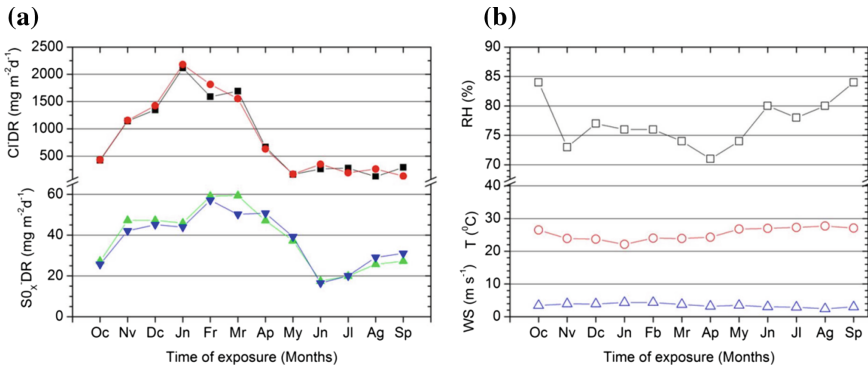 (a)
(b)
2500
2000
1500
1000
500
60
40
20
0
Cl⁻DR (mg m⁻²d⁻¹)
S0ₓ⁻DR (mg m⁻²d⁻¹)
Oc Nv Dc Jn Fr Mr Ap My Jn Jl Ag Sp
Time of exposure (Months)
90
85
80
75
70
40
30
20
10
0
RH (%)
T (⁰C)
WS (m s⁻¹)
Oc Nv Dc Jn Fb Mr Ap My Jn Jl Ag Sp
Time of exposure (Months)